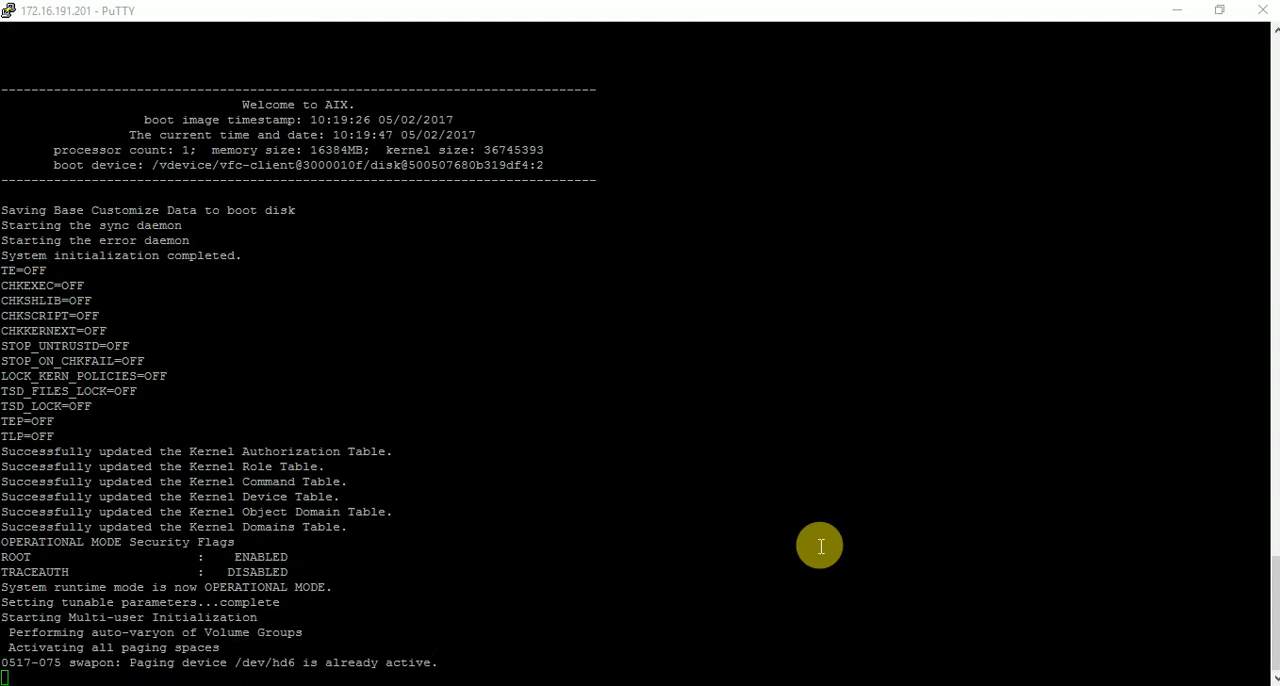 172.16.191.201 - PuTTY
-------------------------------------------------------------------------------
Welcome to AIX.
boot image timestamp: 10:19:26 05/02/2017
The current time and date: 10:19:47 05/02/2017
processor count: 1;  memory size: 16384MB;  kernel size: 36745393
boot device: /vdevice/vfc-client@3000010f/disk@500507680b319df4:2
-------------------------------------------------------------------------------
Saving Base Customize Data to boot disk
Starting the sync daemon
Starting the error daemon
System initialization completed.
TE=OFF
CHKEXEC=OFF
CHKSHLIB=OFF
CHKSCRIPT=OFF
CHKKERNEXT=OFF
STOP_UNTRUSTD=OFF
STOP_ON_CHKFAIL=OFF
LOCK_KERN_POLICIES=OFF
TSD_FILES_LOCK=OFF
TSD_LOCK=OFF
TEP=OFF
TLP=OFF
Successfully updated the Kernel Authorization Table.
Successfully updated the Kernel Role Table.
Successfully updated the Kernel Command Table.
Successfully updated the Kernel Device Table.
Successfully updated the Kernel Object Domain Table.
Successfully updated the Kernel Domains Table.
OPERATIONAL MODE Security Flags
ROOT                      :    ENABLED
TRACEAUTH                 :   DISABLED
System runtime mode is now OPERATIONAL MODE.
Setting tunable parameters...complete
Starting Multi-user Initialization
 Performing auto-varyon of Volume Groups
 Activating all paging spaces
0517-075 swapon: Paging device /dev/hd6 is already active.